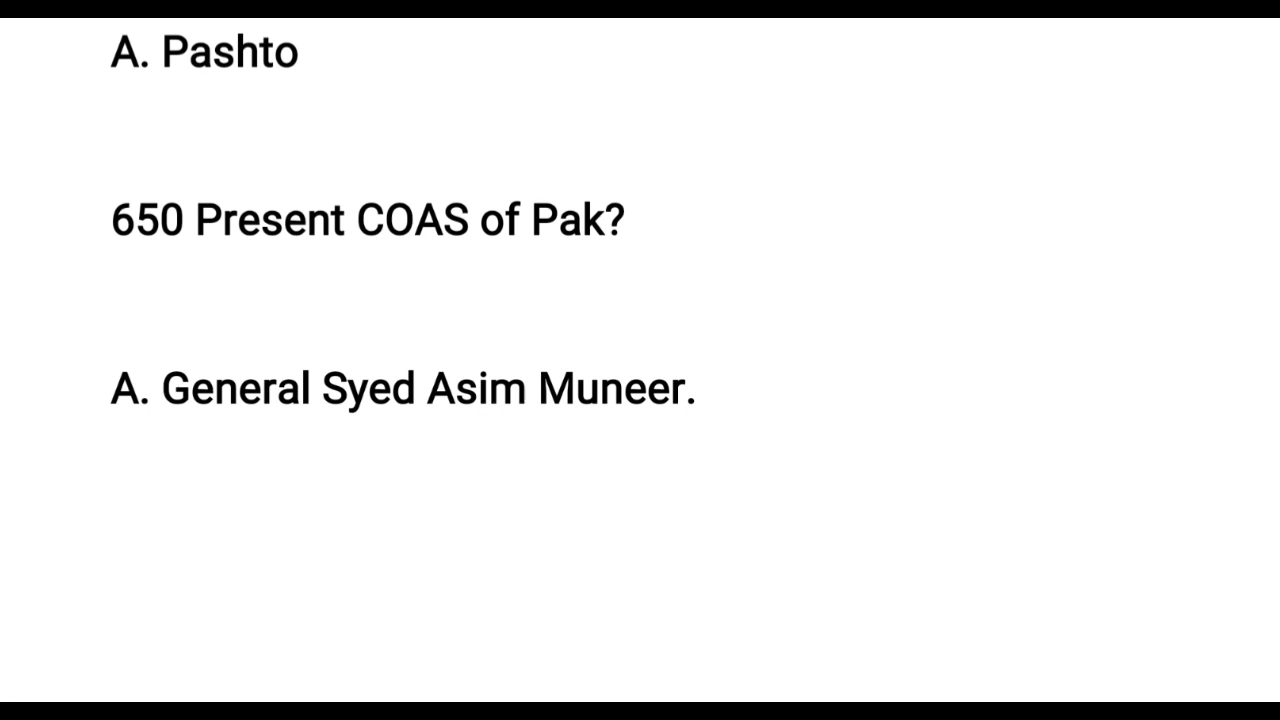 A. Pashto
650 Present COAS of Pak?
A. General Syed Asim Muneer.